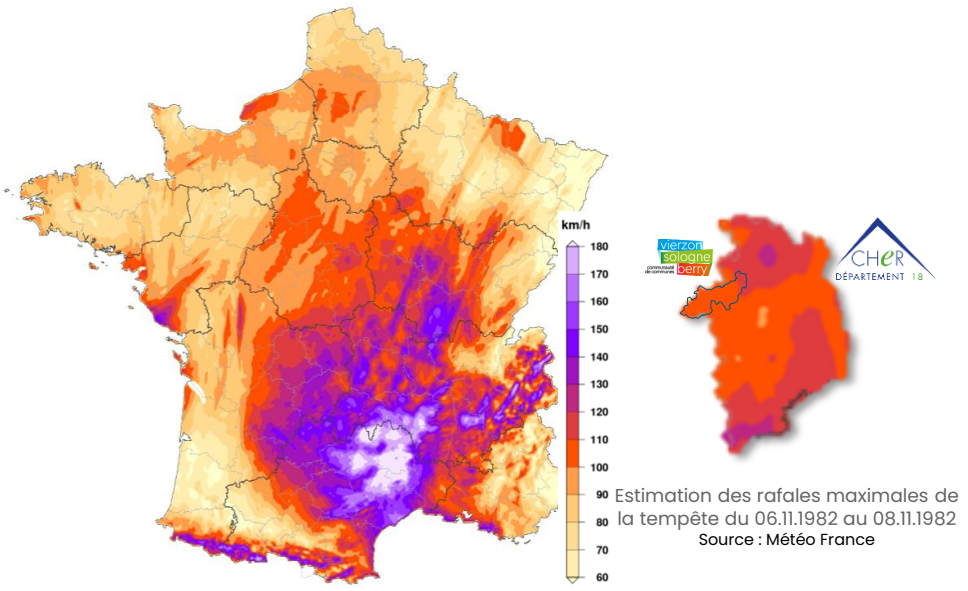 km/h
180
170
160
150
140
130
120
110
100
90
80
70
60
vierzon
sologne
berry
communauté
de communes
CHER
DÉPARTEMENT 18
Estimation des rafales maximales de
la tempête du 06.11.1982 au 08.11.1982
Source : Météo France